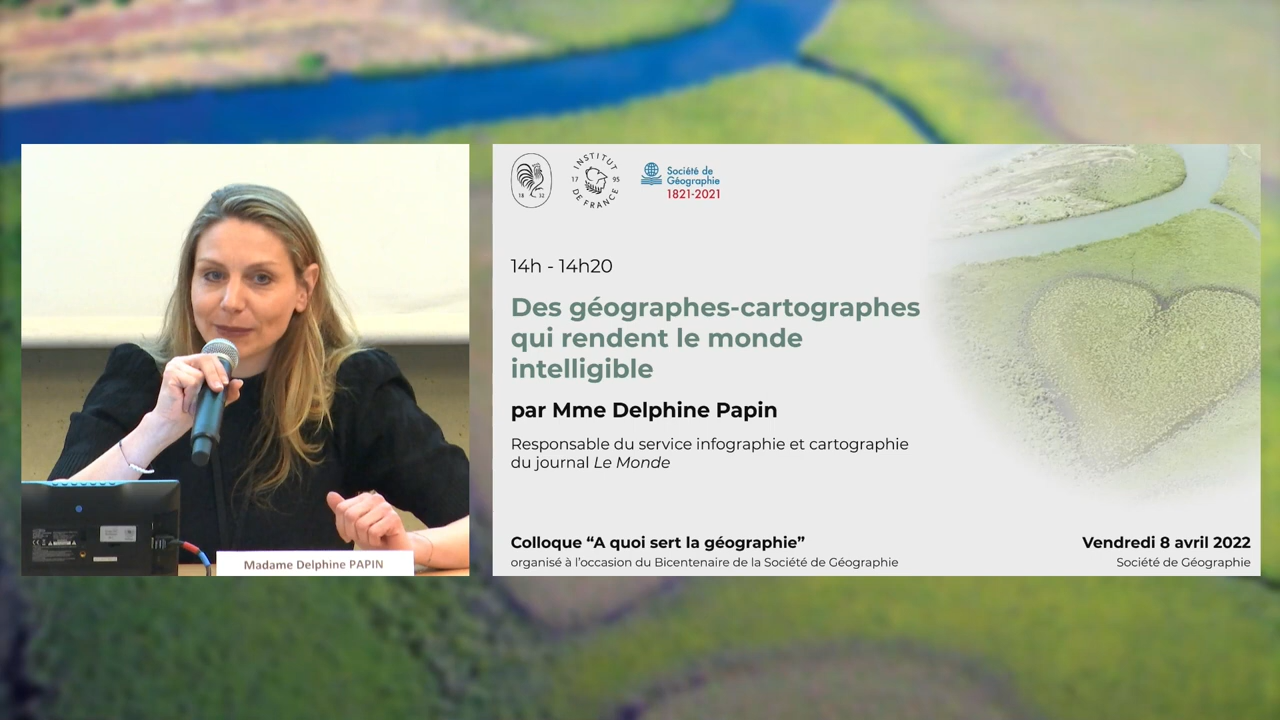 Madame Delphine PAPIN
18 32
INSTITUT
17 95
DE FRANCE
Société de
Géographie
1821-2021
14h - 14h20
Des géographes-cartographes
qui rendent le monde
intelligible
par Mme Delphine Papin
Responsable du service infographie et cartographie
du journal Le Monde
Colloque “A quoi sert la géographie”
organisé à l’occasion du Bicentenaire de la Société de Géographie
Vendredi 8 avril 2022
Société de Géographie